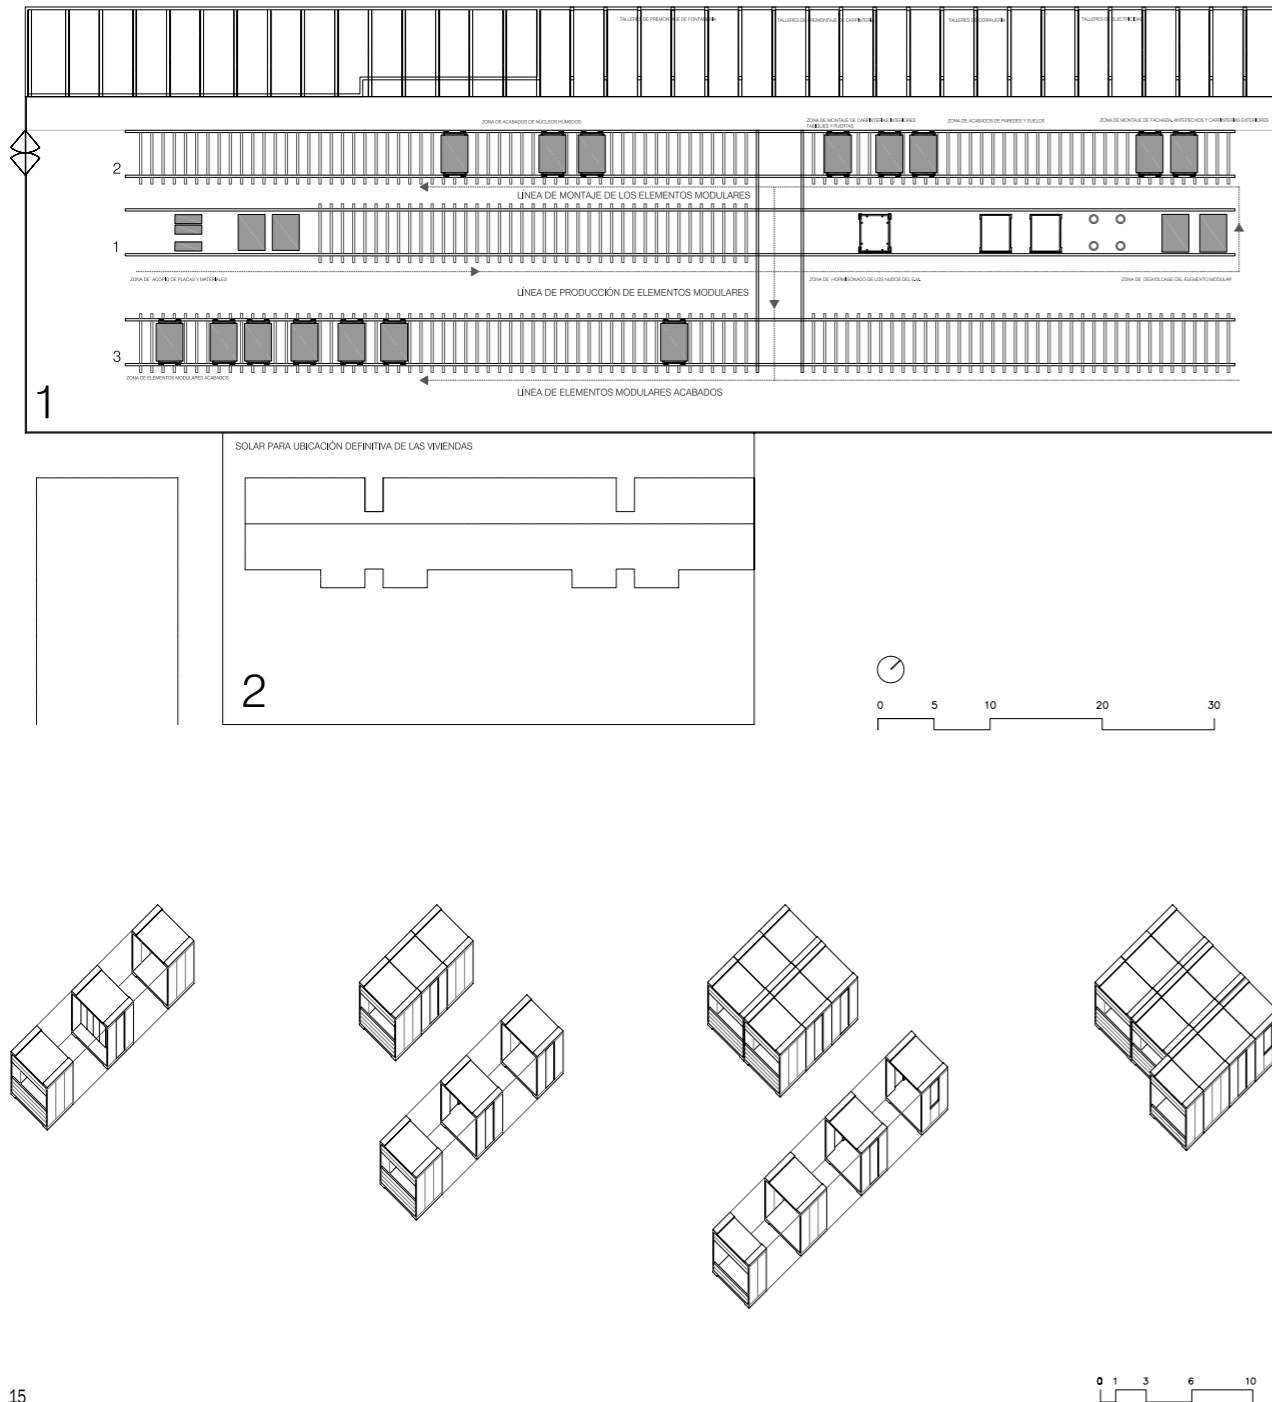 TALLERES DE PREMONTAJE DE FONTANERÍA
TALLERES DE PREMONTAJE DE CARPINTERÍA
TALLERES DE CERRAJERÍA
TALLERES DE ELECTRICIDAD
ZONA DE ACABADOS DE NÚCLEOS HÚMEDOS
ZONA DE MONTAJE DE CARPINTERÍAS INTERIORES
TABIQUES Y PUERTAS
ZONA DE ACABADOS DE PAREDES Y SUELOS
ZONA DE MONTAJE DE FACHADA, ANTEPECHOS Y CARPINTERÍAS EXTERIORES
2
LÍNEA DE MONTAJE DE LOS ELEMENTOS MODULARES
1
ZONA DE ACOPIO DE PLACAS Y MATERIALES
ZONA DE HORMIGONADO DE LOS NUDOS DEL
ZONA DE DESMOLDAGE DEL ELEMENTO MODULAR
LÍNEA DE PRODUCCIÓN DE ELEMENTOS MODULARES
3
ZONA DE ELEMENTOS MODULARES ACABADOS
LÍNEA DE ELEMENTOS MODULARES ACABADOS
1
SOLAR PARA UBICACIÓN DEFINITIVA DE LAS VIVIENDAS
2
0 5 10 20 30
0 1 3 6 10
15